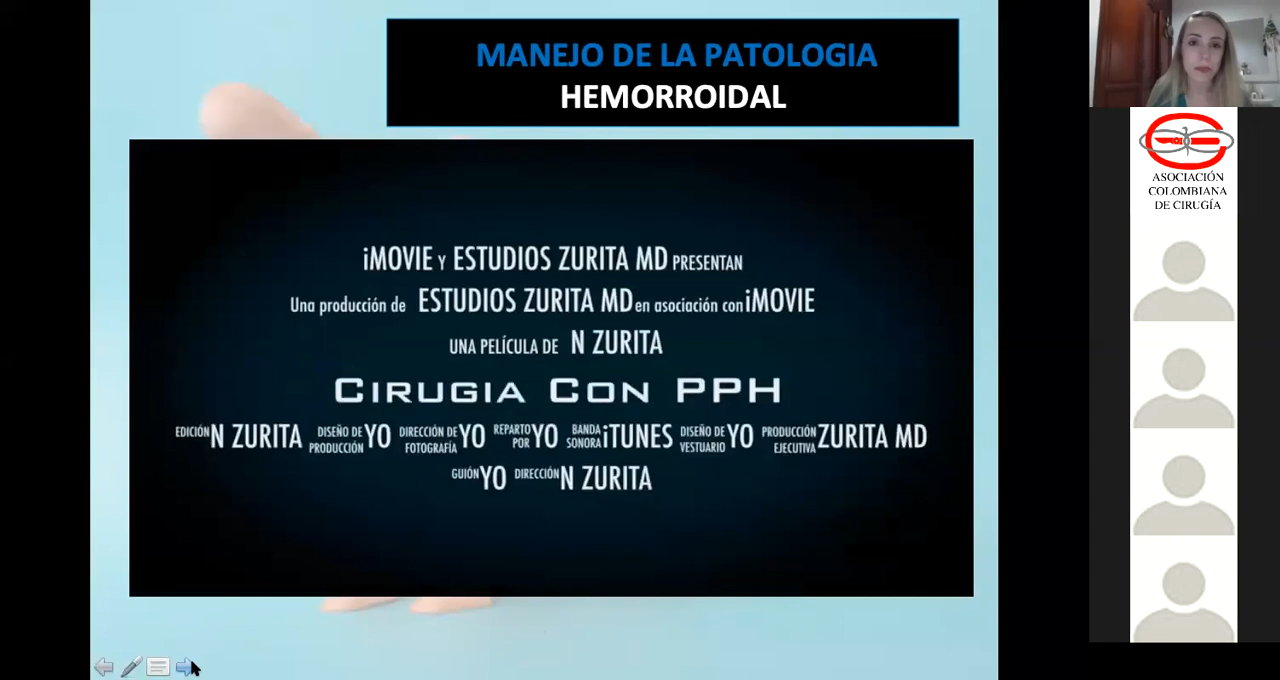 MANEJO DE LA PATOLOGIA
HEMORROIDAL
iMOVIE Y ESTUDIOS ZURITA MD PRESENTAN
Una producción de ESTUDIOS ZURITA MD en asociación con iMOVIE
UNA PELÍCULA DE N ZURITA
CIRUGIA CON PPH
EDICIÓN N ZURITA DISEÑO DE PRODUCCIÓN YO DIRECCIÓN DE FOTOGRAFÍA YO REPARTO POR YO BANDA SONORA iTUNES DISEÑO DE VESTUARIO YO PRODUCCIÓN EJECUTIVA ZURITA MD
GUIÓN YO DIRECCIÓN N ZURITA
ASOCIACIÓN
COLOMBIANA
DE CIRUGÍA